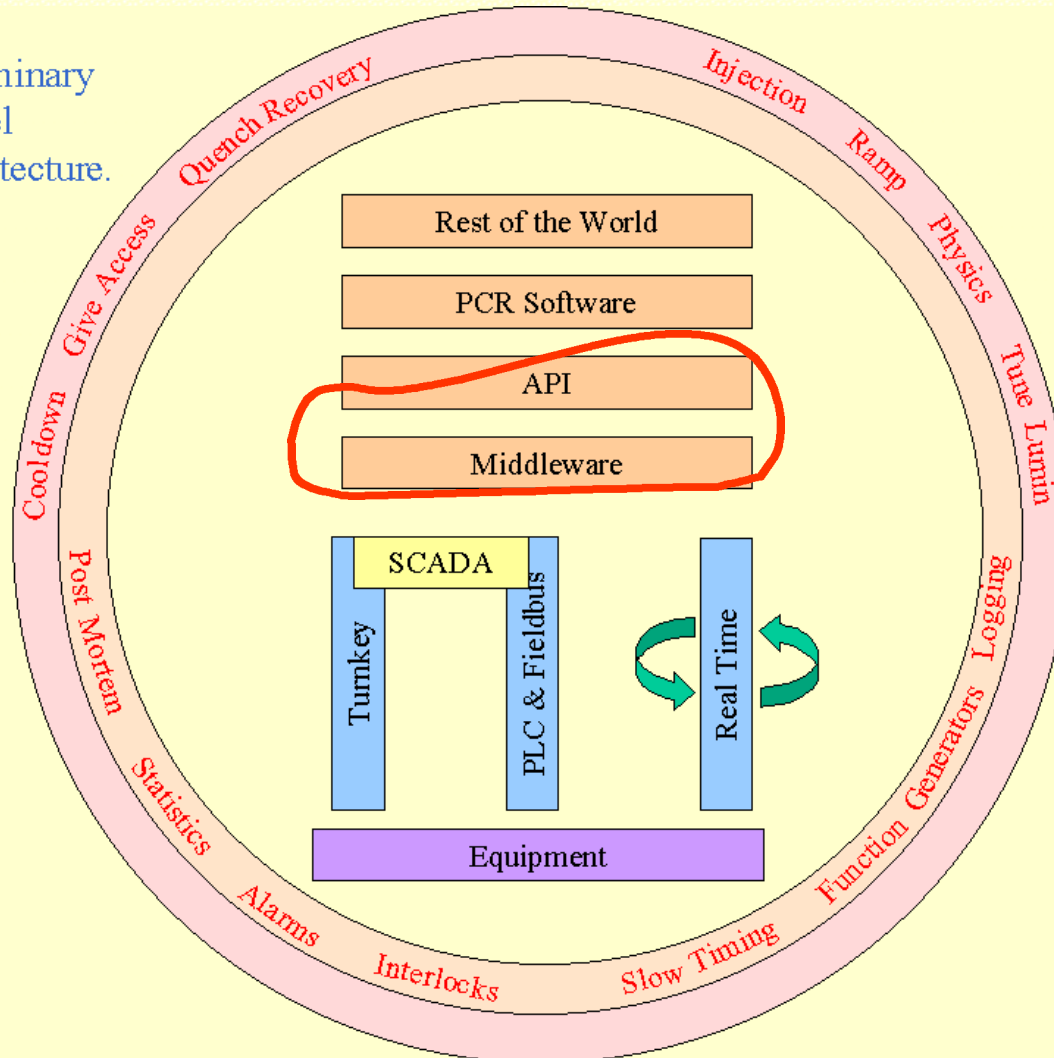 minary
el
tecture.
Quench Recovery
Give Access
Cooldown
Injection
Ramp
Physics
Tune Lumin
Rest of the World
PCR Software
API
Middleware
SCADA
Turnkey
PLC & Fieldbus
Real Time
Equipment
Post Mortem
Statistics
Alarms
Interlocks
Slow Timing
Function Generators
Logging